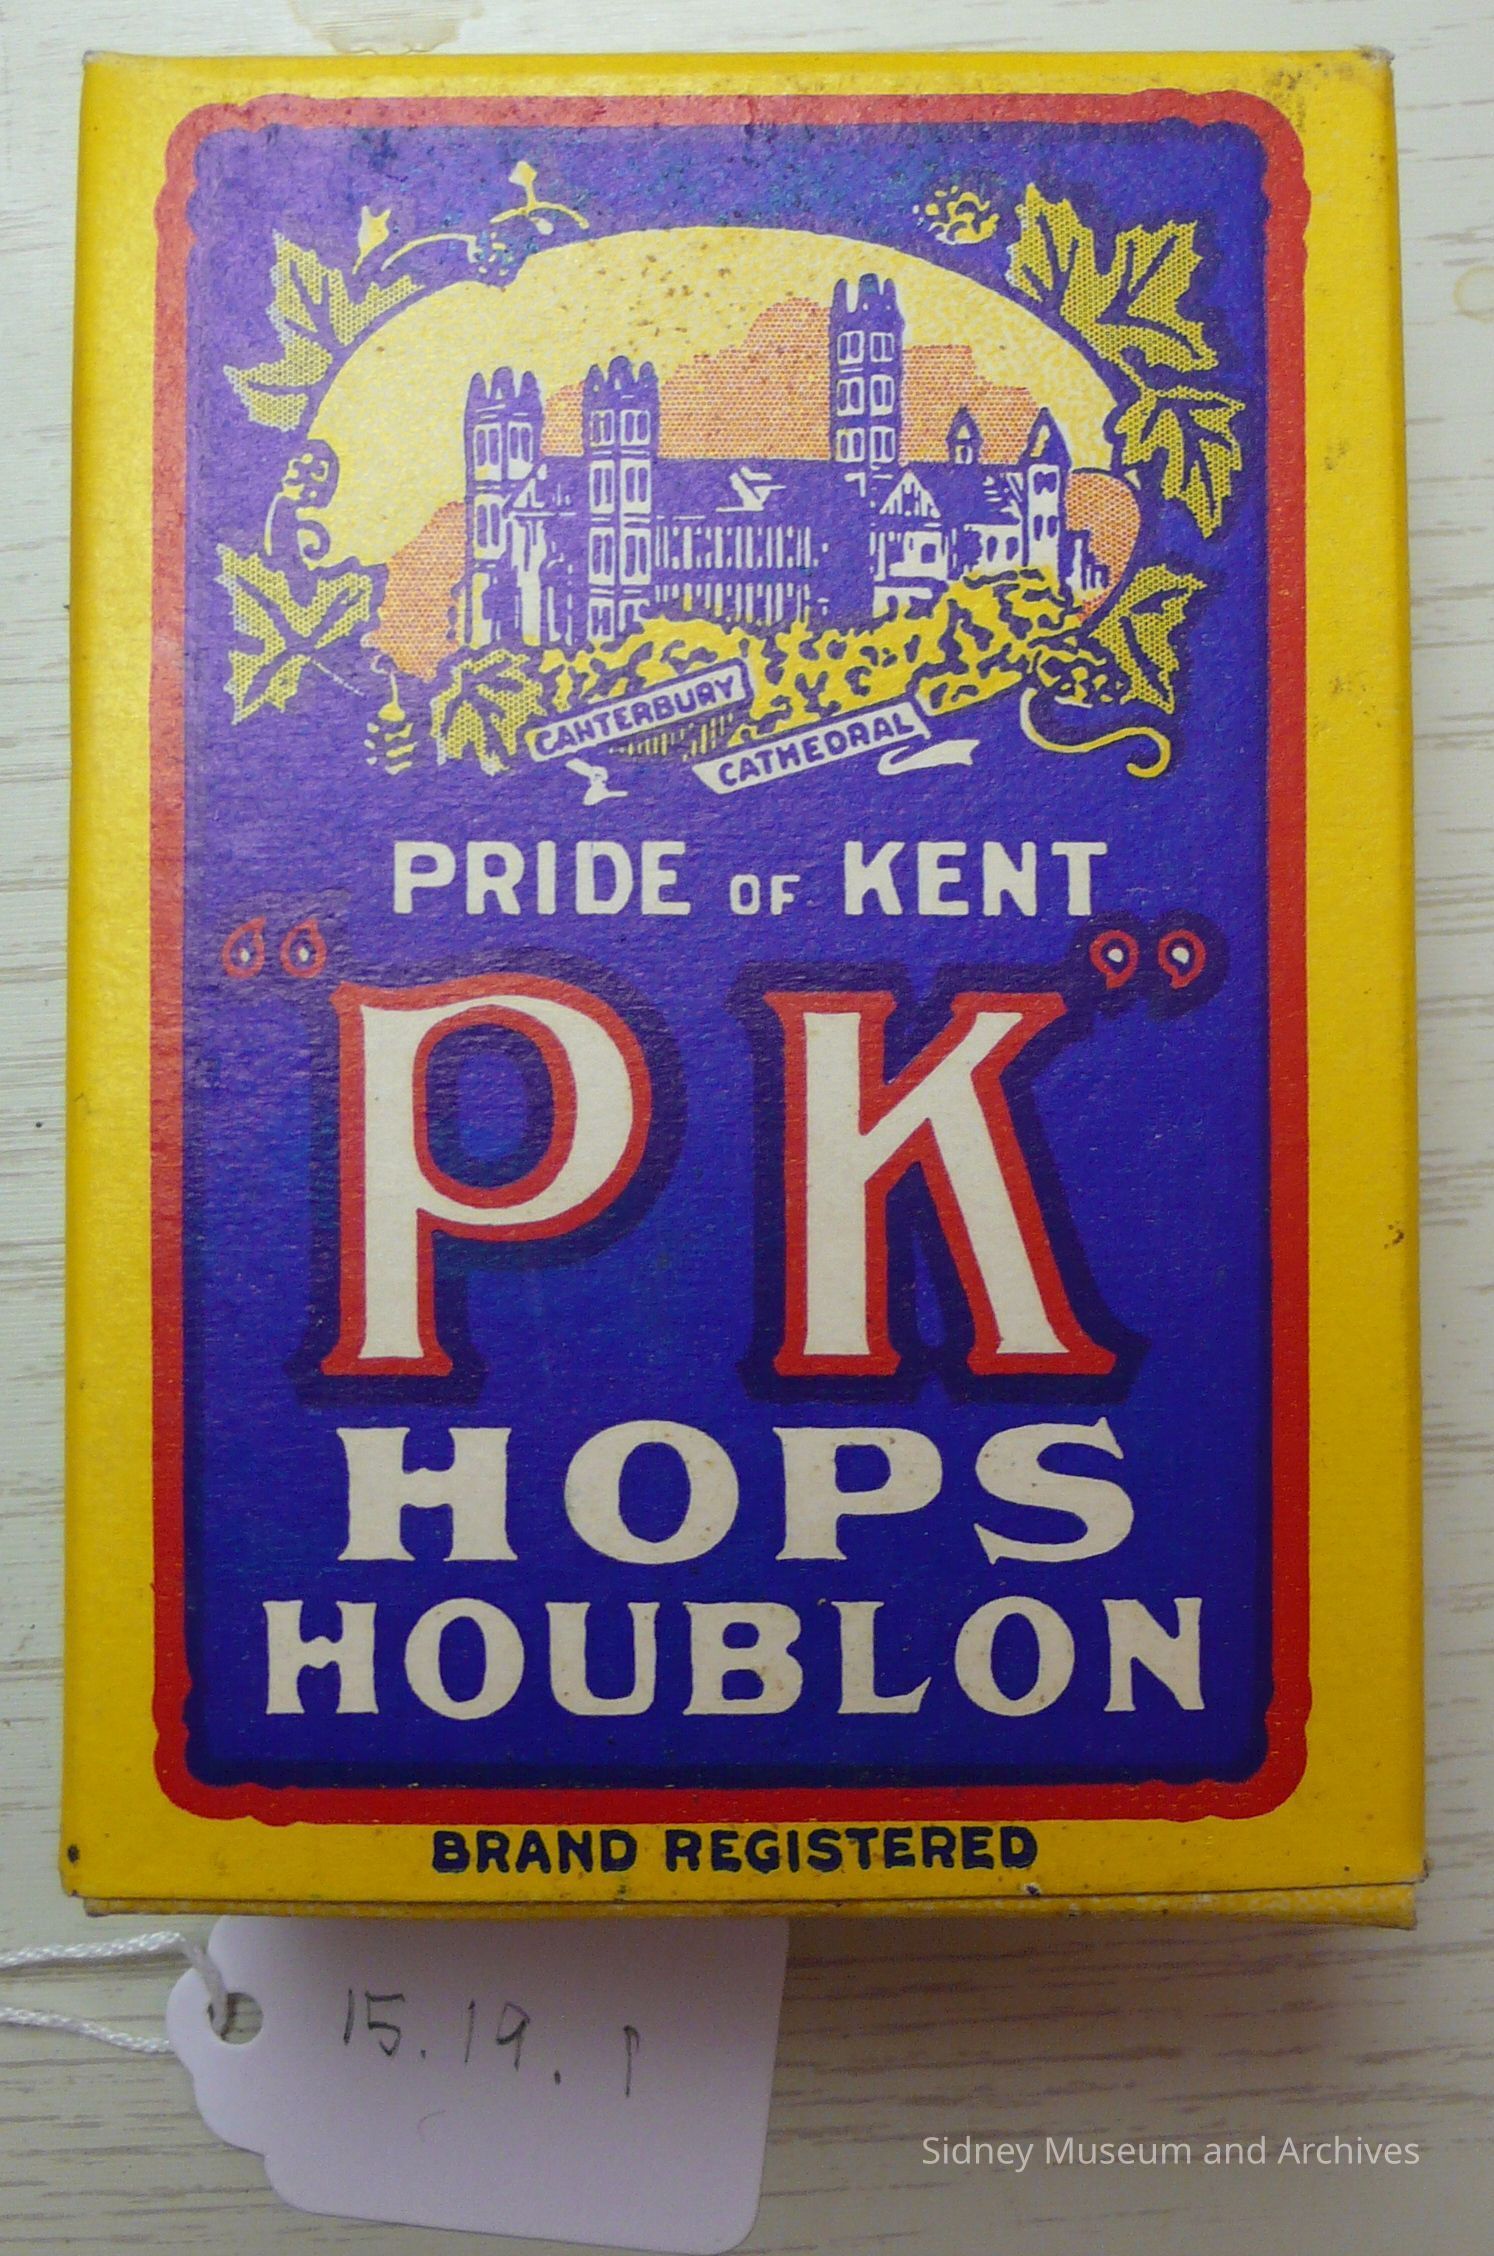 CANTERBURY
CATHEDRAL
PRIDE OF KENT
“PK”
HOPS
HOUBLON
BRAND REGISTERED
15.19.1
Sidney Museum and Archives